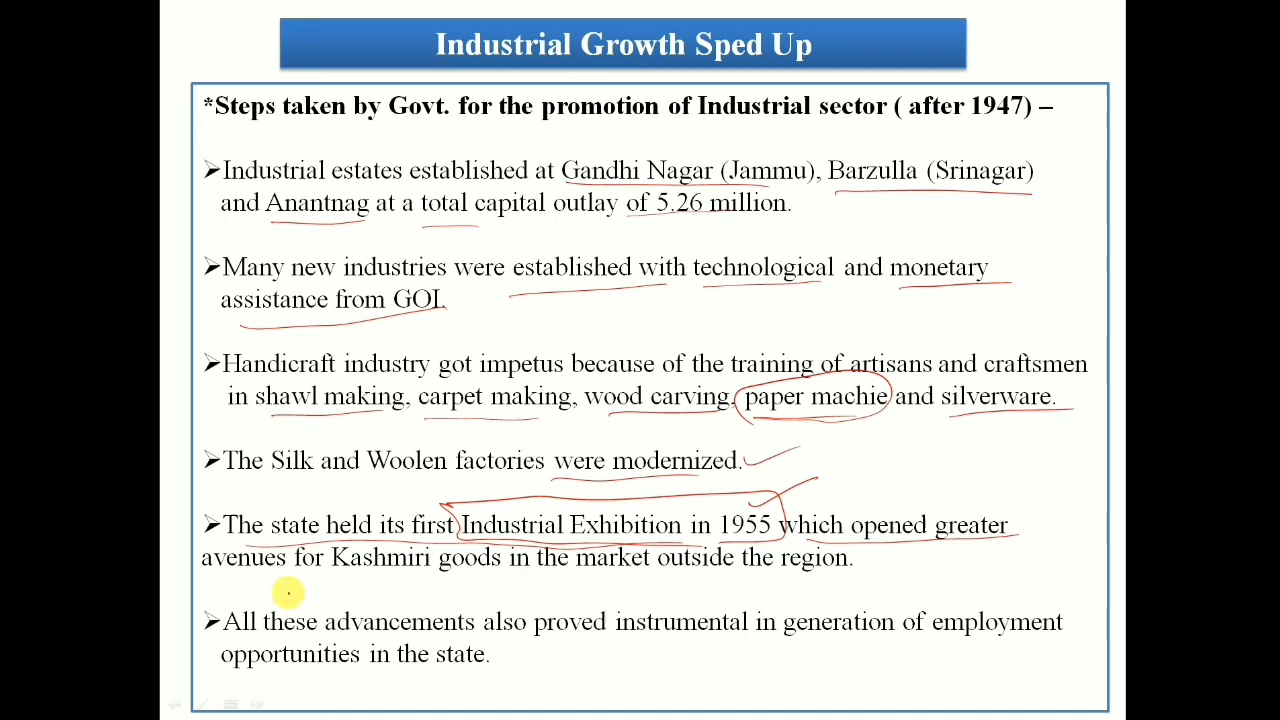 Industrial Growth Sped Up
*Steps taken by Govt. for the promotion of Industrial sector ( after 1947) –
➢Industrial estates established at Gandhi Nagar (Jammu), Barzulla (Srinagar)
and Anantnag at a total capital outlay of 5.26 million.
➢Many new industries were established with technological and monetary
assistance from GOI.
➢Handicraft industry got impetus because of the training of artisans and craftsmen
in shawl making, carpet making, wood carving, paper machie and silverware.
➢The Silk and Woolen factories were modernized.
➢The state held its first Industrial Exhibition in 1955 which opened greater
avenues for Kashmiri goods in the market outside the region.
➢All these advancements also proved instrumental in generation of employment
opportunities in the state.